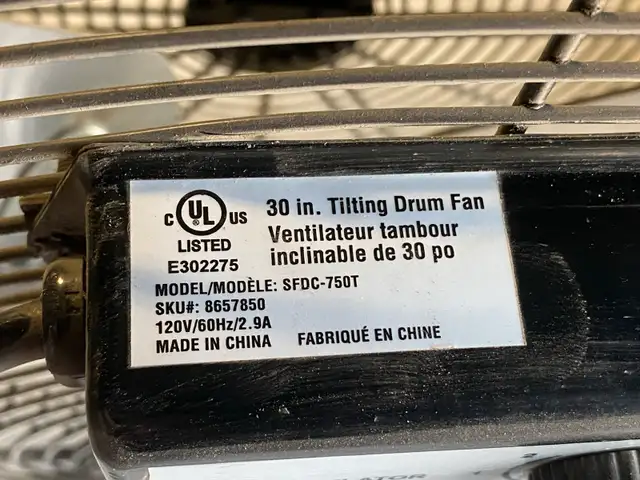 30 in. Tilting Drum Fan
Ventilateur tambour
inclinable de 30 po
C UL® US
LISTED
E302275
MODEL/MODÈLE: SFDC-750T
SKU#: 8657850
120V/60Hz/2.9A
MADE IN CHINA FABRIQUÉ EN CHINE